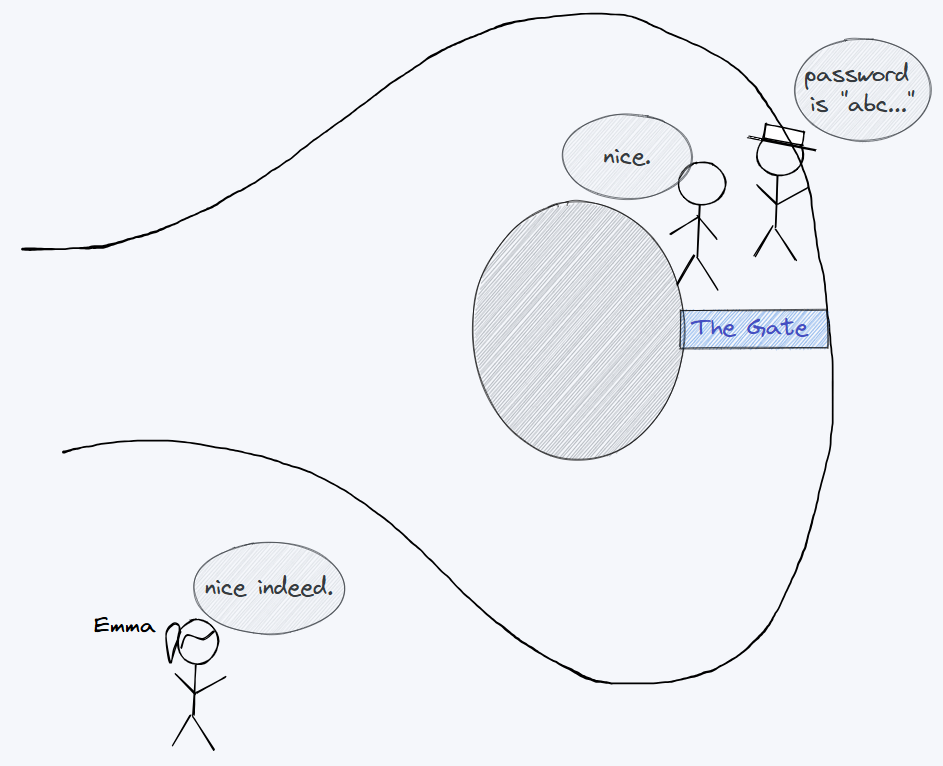 password
is "abc..."
nice.
The Gate
nice indeed.
Emma